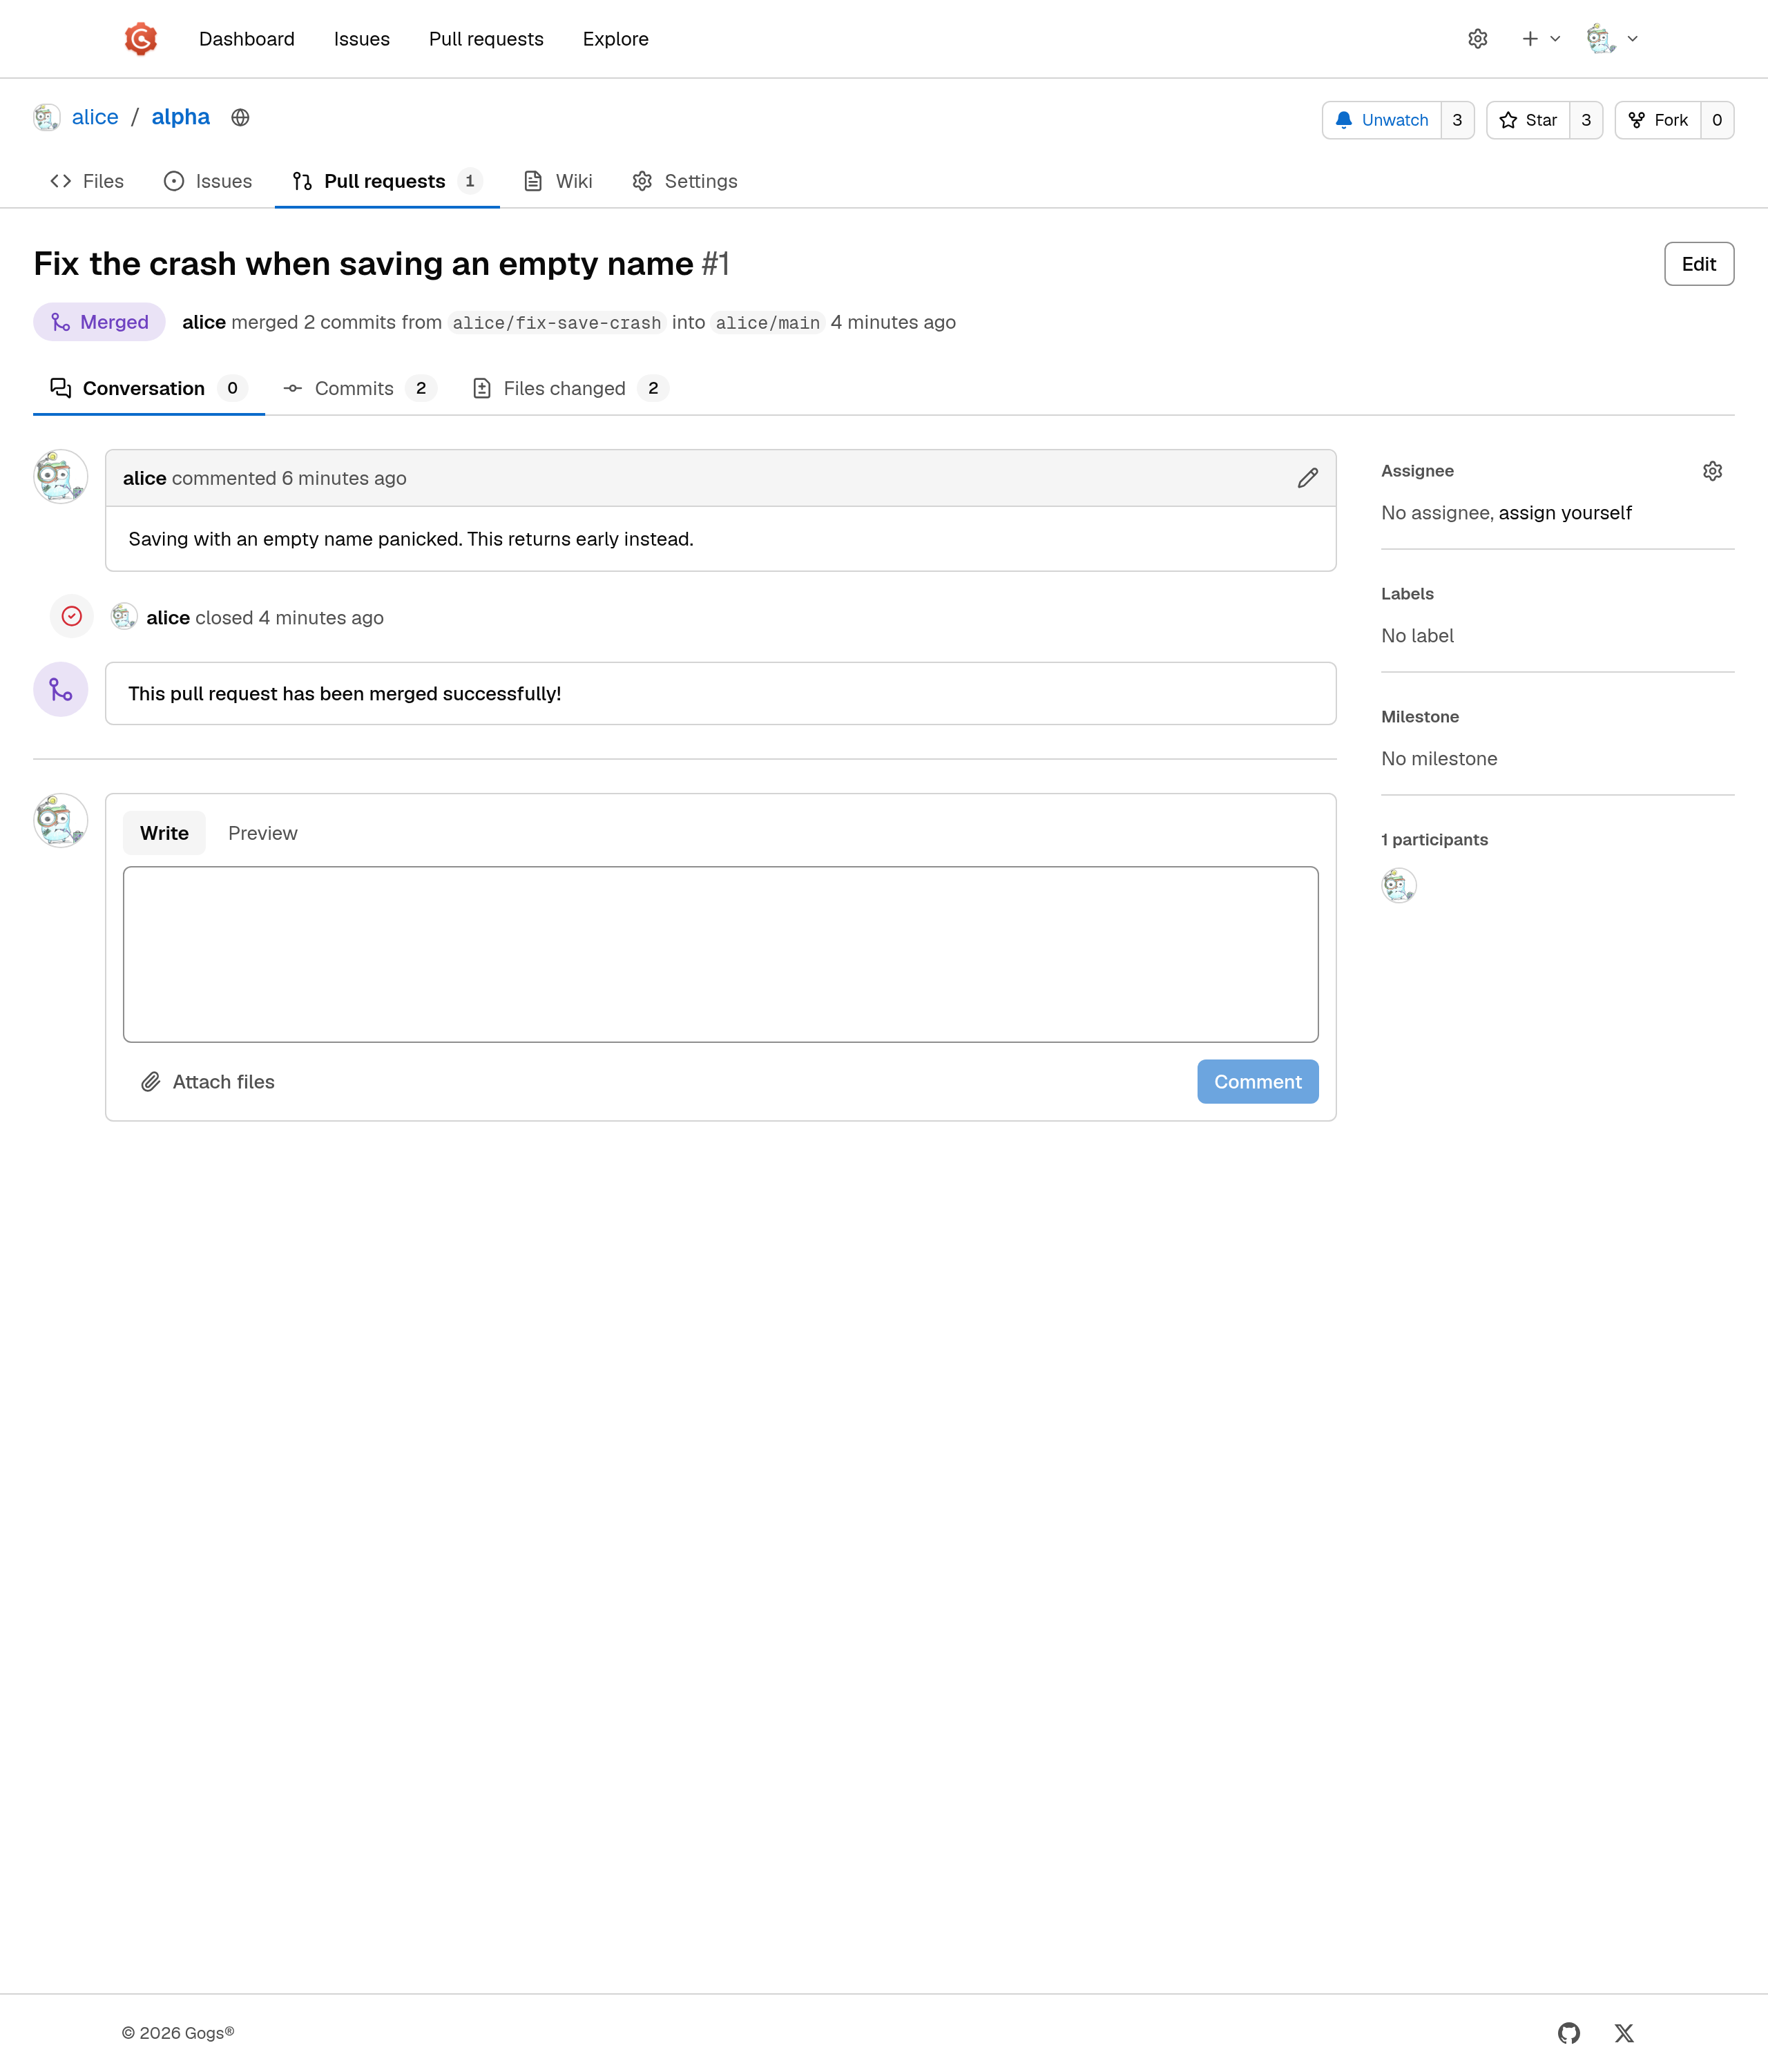 Dashboard Issues Pull requests Explore
alice / alpha
Unwatch 3 Star 3 Fork 0
Files Issues Pull requests 1 Wiki Settings
Fix the crash when saving an empty name #1
Edit
Merged alice merged 2 commits from alice/fix-save-crash into alice/main 4 minutes ago
Conversation 0 Commits 2 Files changed 2
alice commented 6 minutes ago
Saving with an empty name panicked. This returns early instead.
alice closed 4 minutes ago
This pull request has been merged successfully!
Write Preview
Attach files
Comment
Assignee
No assignee, assign yourself
Labels
No label
Milestone
No milestone
1 participants
© 2026 Gogs®